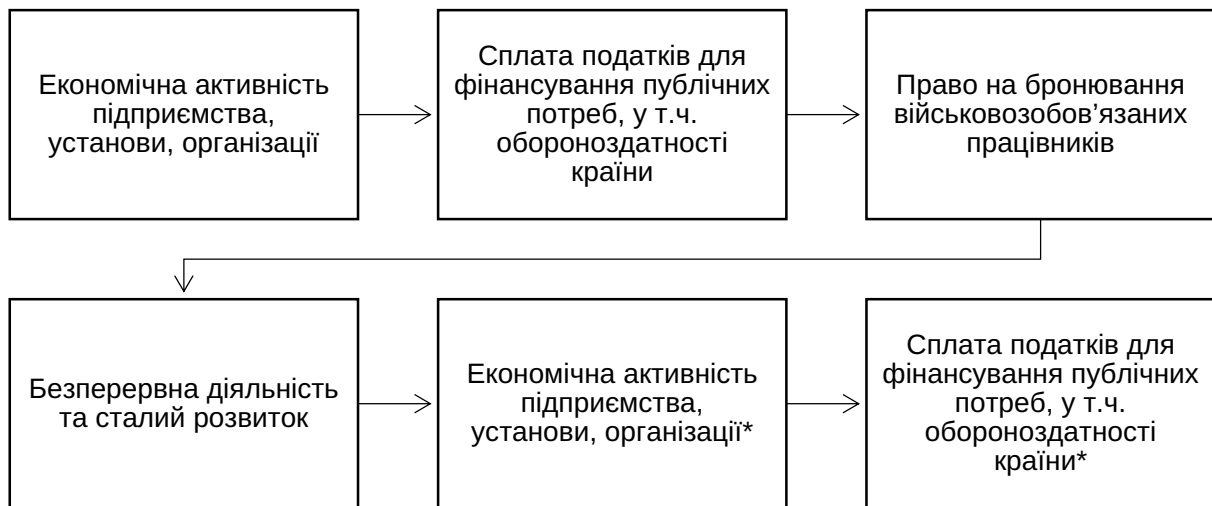 Економічна активність
підприємства,
установи, організації
Сплата податків для
фінансування публічних
потреб, у т.ч.
обороноздатності
країни
Право на бронювання
військовозобов’язаних
працівників
Безперервна діяльність
та сталий розвиток
Економічна активність
підприємства,
установи, організації*
Сплата податків для
фінансування публічних
потреб, у т.ч.
обороноздатності
країни*